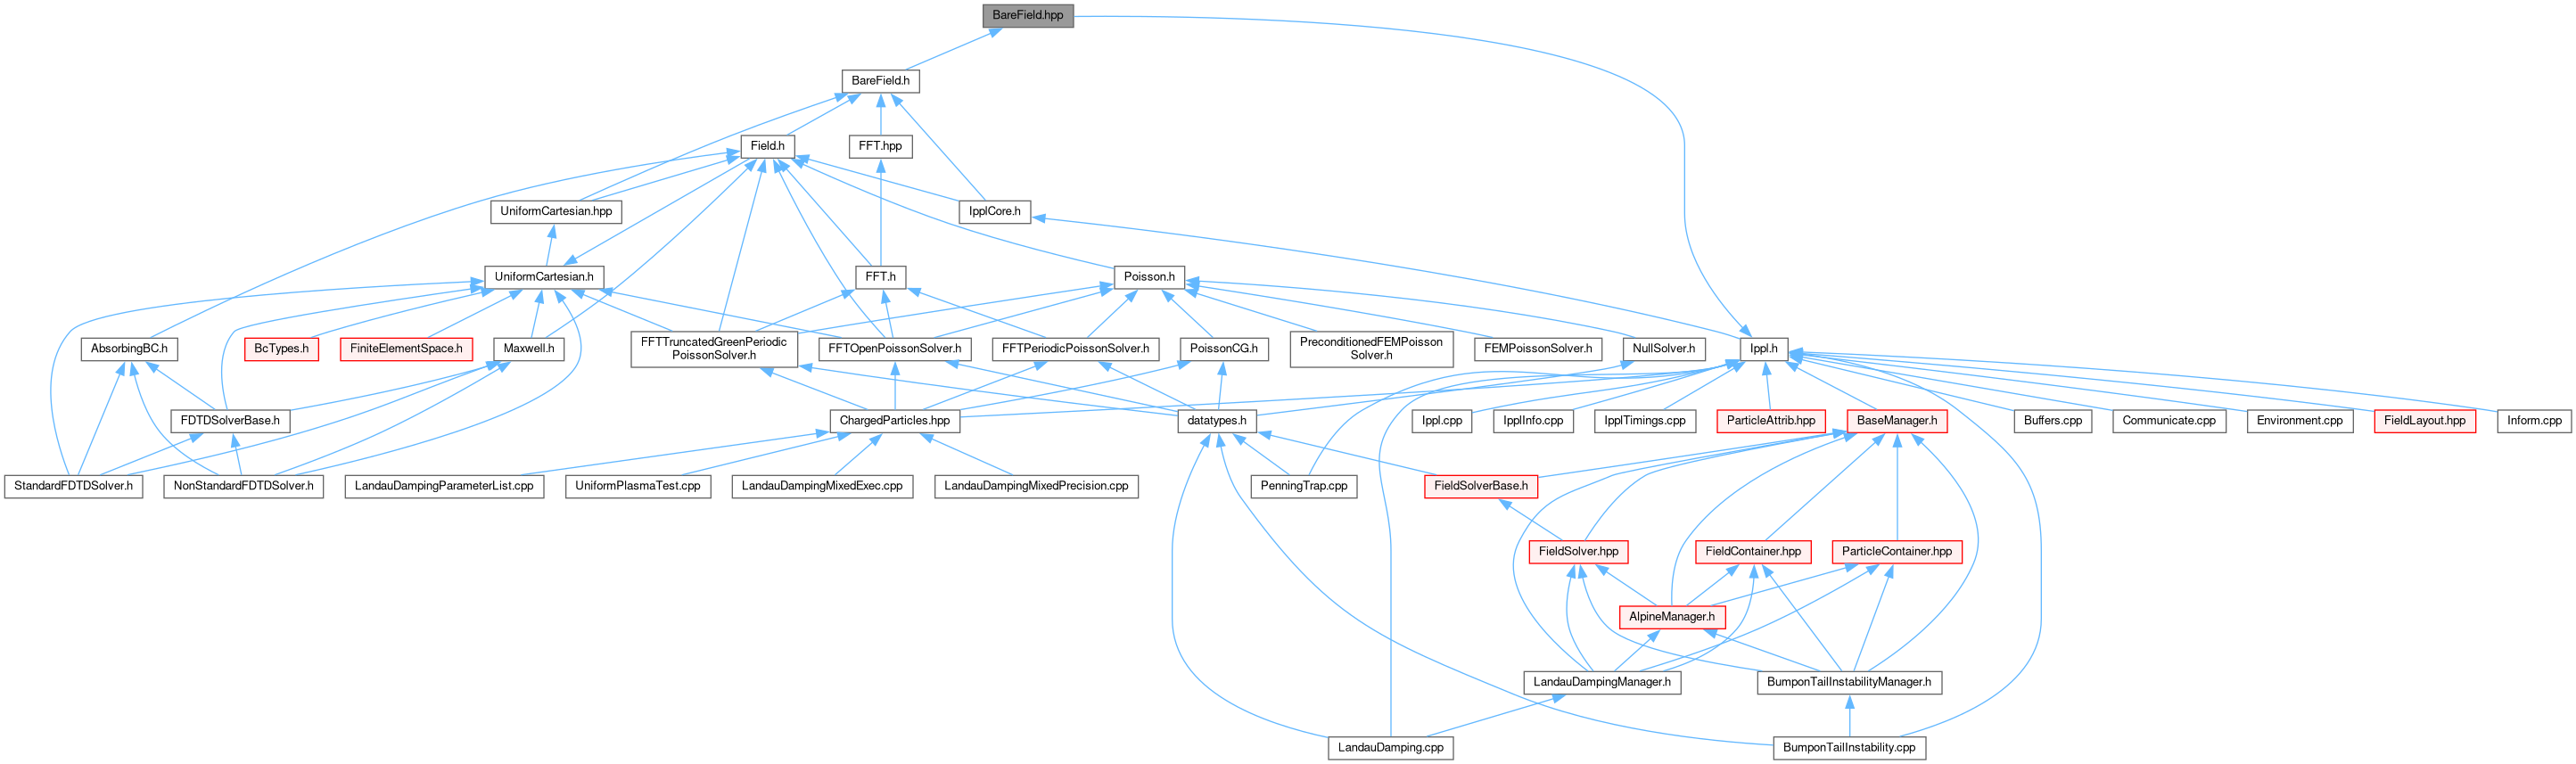 BareField.hpp
BareField.h
Field.h
FFT.hpp
UniformCartesian.hpp
IpplCore.h
UniformCartesian.h
FFT.h
Poisson.h
AbsorbingBC.h
BcTypes.h
FiniteElementSpace.h
Maxwell.h
FFTTruncatedGreenPeriodic
PoissonSolver.h
FFTOpenPoissonSolver.h
FFTPeriodicPoissonSolver.h
PoissonCG.h
PreconditionedFEMPoisson
Solver.h
FEMPoissonSolver.h
NullSolver.h
Ippl.h
FDTDSolverBase.h
ChargedParticles.hpp
datatypes.h
Ippl.cpp
IpplInfo.cpp
IpplTimings.cpp
ParticleAttrib.hpp
BaseManager.h
Buffers.cpp
Communicate.cpp
Environment.cpp
FieldLayout.hpp
Inform.cpp
StandardFDTDSolver.h
NonStandardFDTDSolver.h
LandauDampingParameterList.cpp
UniformPlasmaTest.cpp
LandauDampingMixedExec.cpp
LandauDampingMixedPrecision.cpp
PenningTrap.cpp
FieldSolverBase.h
FieldSolver.hpp
FieldContainer.hpp
ParticleContainer.hpp
AlpineManager.h
LandauDampingManager.h
BumponTailInstabilityManager.h
LandauDamping.cpp
BumponTailInstability.cpp